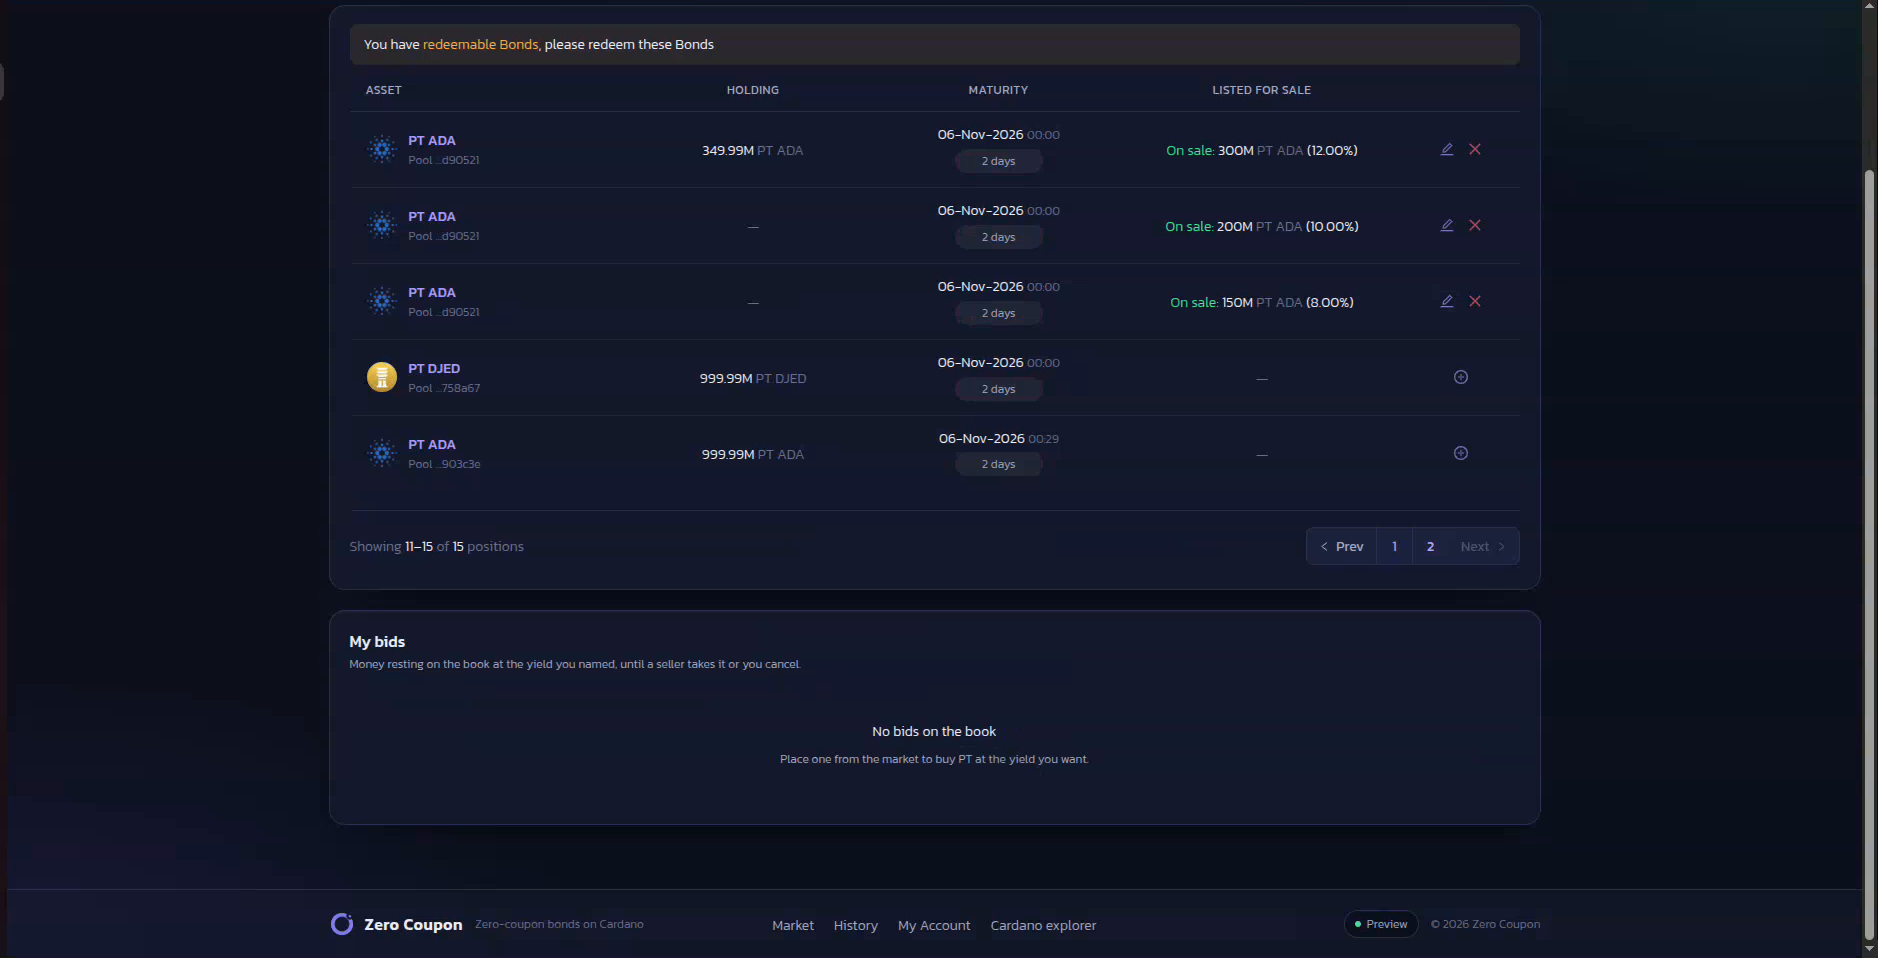 You have redeemable Bonds, please redeem these Bonds
ASSET HOLDING MATURITY LISTED FOR SALE
PT ADA
Pool ...d90521
349.99M PT ADA
06-Nov-2026 00:00
2 days
On sale: 300M PT ADA (12.00%)
PT ADA
Pool ...d90521
—
06-Nov-2026 00:00
2 days
On sale: 200M PT ADA (10.00%)
PT ADA
Pool ...d90521
—
06-Nov-2026 00:00
2 days
On sale: 150M PT ADA (8.00%)
PT DJED
Pool ...758a67
999.99M PT DJED
06-Nov-2026 00:00
2 days
—
PT ADA
Pool ...903c3e
999.99M PT ADA
06-Nov-2026 00:29
2 days
—
Showing 11–15 of 15 positions
< Prev 1 2 Next >
My bids
Money resting on the book at the yield you named, until a seller takes it or you cancel.
No bids on the book
Place one from the market to buy PT at the yield you want.
Zero Coupon Zero-coupon bonds on Cardano Market History My Account Cardano explorer Preview © 2026 Zero Coupon